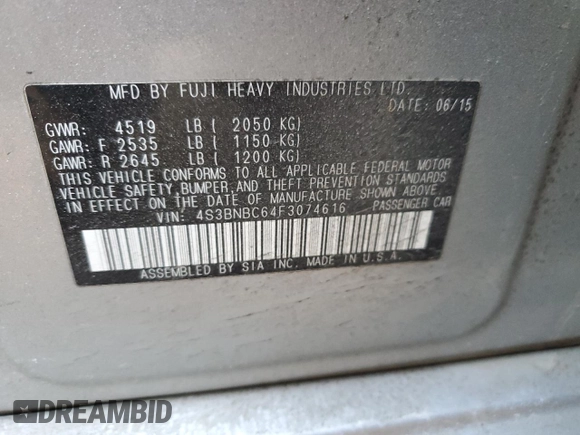 MFD BY FUJI HEAVY INDUSTRIES LTD.
DATE: 06/15
GVWR: 4519 LB ( 2050 KG)
GAWR: F 2535 LB ( 1150 KG)
GAWR: R 2645 LB ( 1200 KG)
THIS VEHICLE CONFORMS TO ALL APPLICABLE FEDERAL MOTOR
VEHICLE SAFETY,BUMPER,AND THEFT PREVENTION STANDARDS
IN EFFECT ON THE DATE OF MANUFACTURE SHOWN ABOVE.
VIN: 4S3BNBC64F3074616 PASSENGER CAR
ASSEMBLED BY SIA INC. MADE IN U.S.A.
DREAMBID